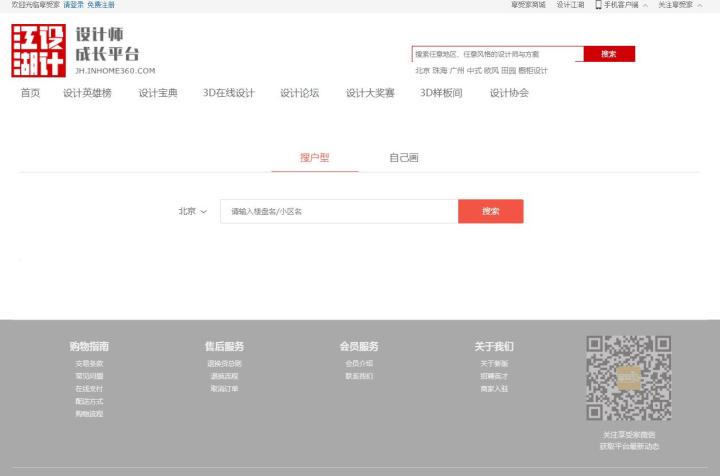 欢迎光临享受家 请登录 免费注册
享受家商城 设计江湖 手机客户端 关注享受家
江湖设计
设计师
成长平台
JH.INHOME360.COM
搜索任意地区、任意风格的设计师与方案 搜索
北京 珠海 广州 中式 欧风 田园 橱柜设计
首页 设计英雄榜 设计宝典 3D在线设计 设计论坛 设计大奖赛 3D样板间 设计协会
搜户型 自己画
北京 请输入楼盘名/小区名 搜索
购物指南 售后服务 会员服务 关于我们
交易条款 退换货总则 会员介绍 关于新画
常见问题 退换流程 联系我们 招聘英才
在线支付 取消订单 商家入驻
配送方式
购物流程
关注享受家微信
获取平台最新动态